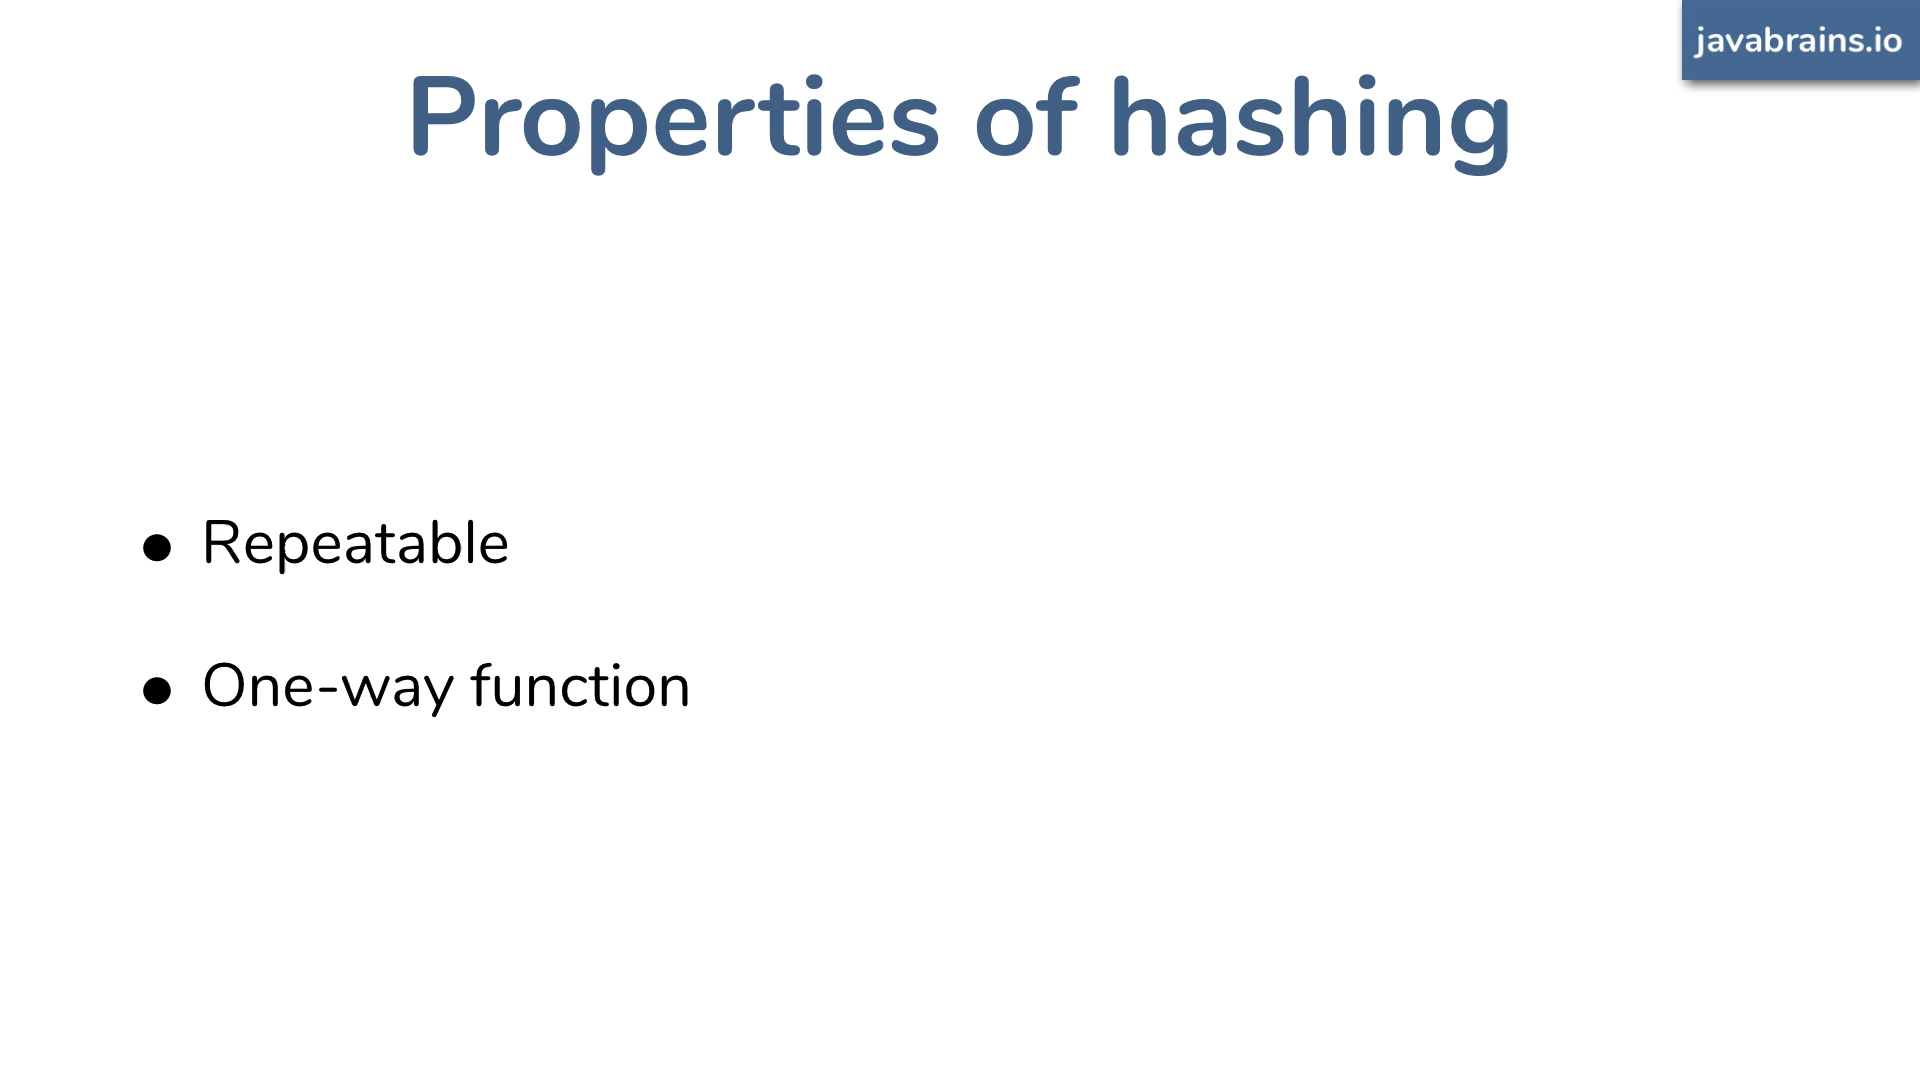 javabrains.io
Properties of hashing
● Repeatable
● One-way function